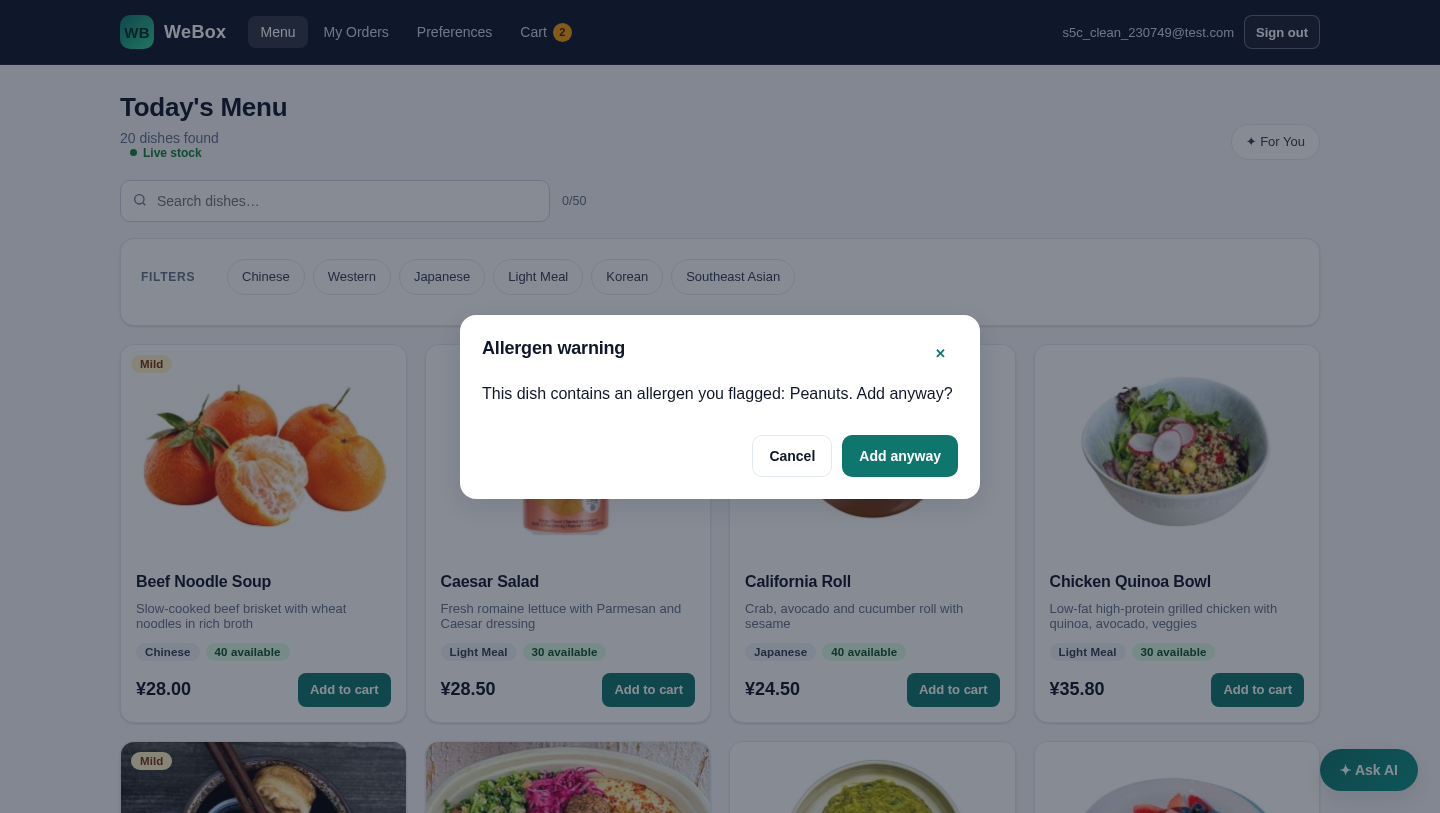 WB WeBox Menu My Orders Preferences Cart 2 s5c_clean_230749@test.com Sign out
Today's Menu
20 dishes found
Live stock
✦ For You
Search dishes… 0/50
FILTERS Chinese Western Japanese Light Meal Korean Southeast Asian
Allergen warning ×
This dish contains an allergen you flagged: Peanuts. Add anyway?
Cancel Add anyway
Mild
Beef Noodle Soup
Slow-cooked beef brisket with wheat
noodles in rich broth
Chinese 40 available
¥28.00 Add to cart
Caesar Salad
Fresh romaine lettuce with Parmesan and
Caesar dressing
Light Meal 30 available
¥28.50 Add to cart
California Roll
Crab, avocado and cucumber roll with
sesame
Japanese 40 available
¥24.50 Add to cart
Chicken Quinoa Bowl
Low-fat high-protein grilled chicken with
quinoa, avocado, veggies
Light Meal 30 available
¥35.80 Add to cart
Mild
✦ Ask AI